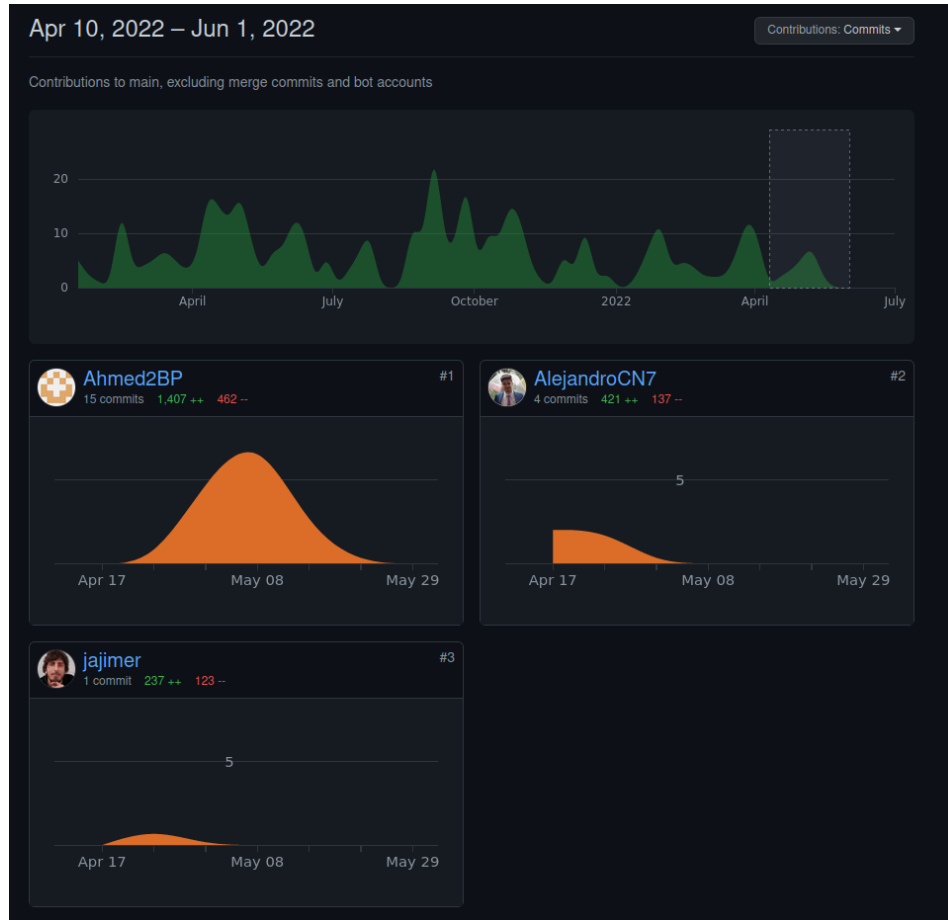 Apr 10, 2022 – Jun 1, 2022
Contributions: Commits
Contributions to main, excluding merge commits and bot accounts
20
10
0
April July October 2022 April July
Ahmed2BP #1
15 commits 1,407 ++ 462 --
Apr 17 May 08 May 29
AlejandroCN7 #2
4 commits 421 ++ 137 --
5
Apr 17 May 08 May 29
jajimer #3
1 commit 237 ++ 123 --
5
Apr 17 May 08 May 29